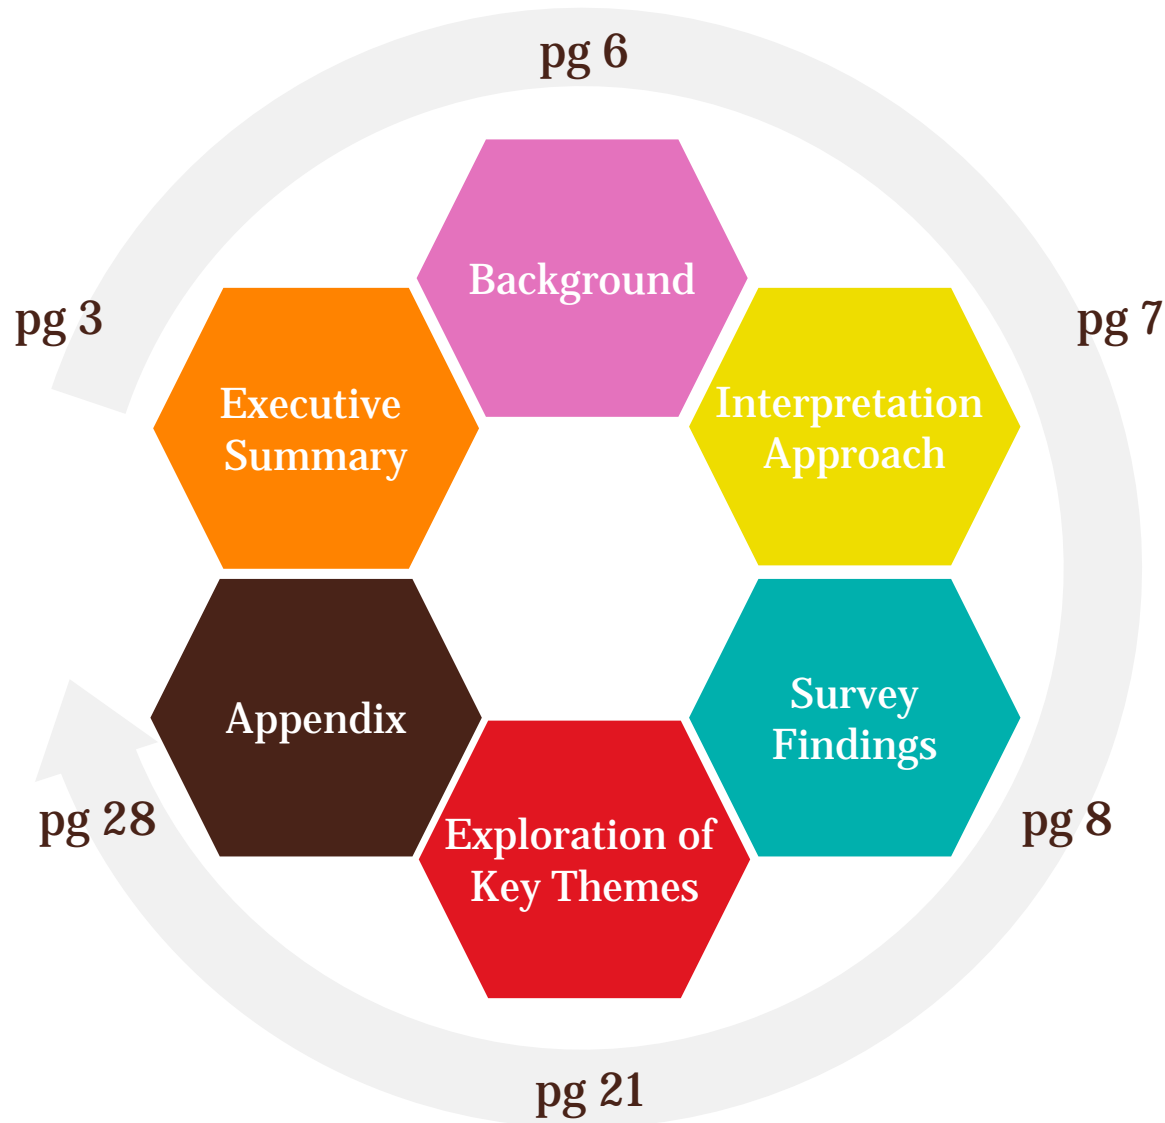 pg 6
Background
pg 3
pg 7
Executive
Summary
Interpretation
Approach
Appendix
Survey
Findings
pg 28
pg 8
Exploration of
Key Themes
pg 21